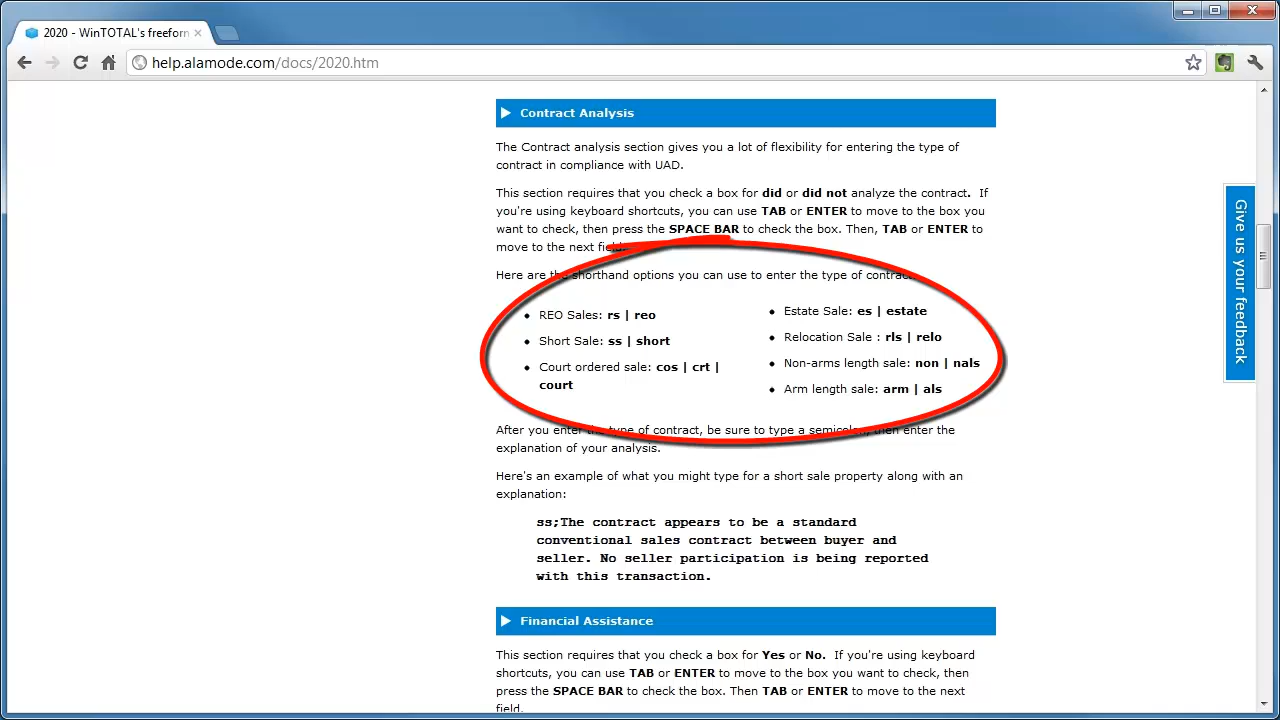 2020 - WinTOTAL's freeform
help.alamode.com/docs/2020.htm
Contract Analysis
The Contract analysis section gives you a lot of flexibility for entering the type of
contract in compliance with UAD.
This section requires that you check a box for did or did not analyze the contract. If
you're using keyboard shortcuts, you can use TAB or ENTER to move to the box you
want to check, then press the SPACE BAR to check the box. Then, TAB or ENTER to
move to the next field.
Here are the shorthand options you can use to enter the type of contract:
REO Sales: rs | reo
Short Sale: ss | short
Court ordered sale: cos | crt |
court
Estate Sale: es | estate
Relocation Sale : rls | relo
Non-arms length sale: non | nals
Arm length sale: arm | als
After you enter the type of contract, be sure to type a semicolon, then enter the
explanation of your analysis.
Here's an example of what you might type for a short sale property along with an
explanation:
ss;The contract appears to be a standard
conventional sales contract between buyer and
seller. No seller participation is being reported
with this transaction.
Financial Assistance
This section requires that you check a box for Yes or No. If you're using keyboard
shortcuts, you can use TAB or ENTER to move to the box you want to check, then
press the SPACE BAR to check the box. Then TAB or ENTER to move to the next
field.
Give us your feedback